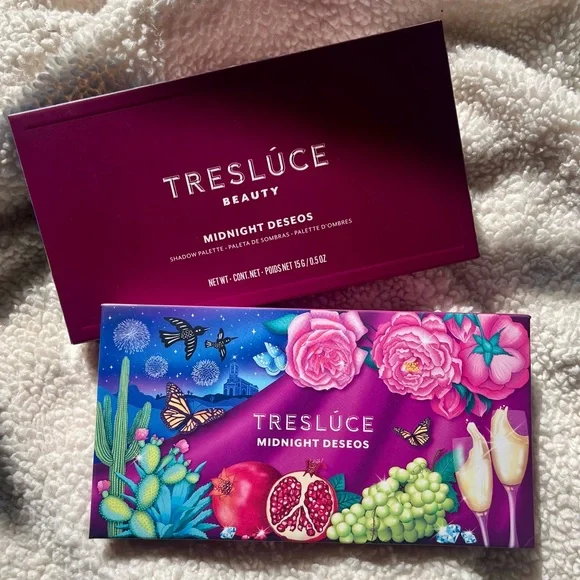 TRESLÚCE
BEAUTY
MIDNIGHT DESEOS
SHADOW PALETTE • PALETA DE SOMBRAS • PALETTE D'OMBRES
NET WT • CONT. NET • POIDS NET 15 G / 0.5 OZ
TRESLÚCE
MIDNIGHT DESEOS